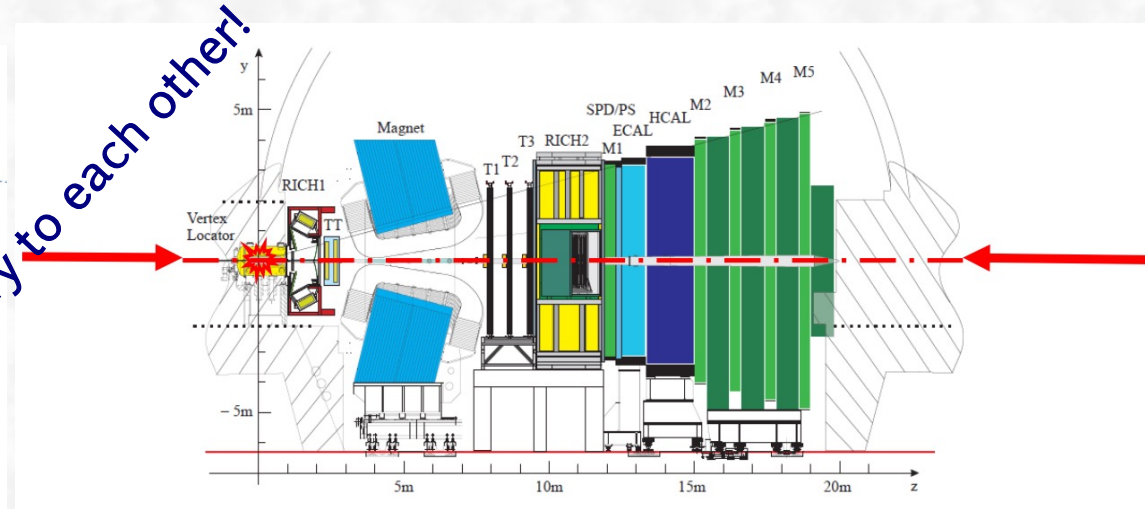 y to each other!
y
5m
Magnet
RICH1
Vertex
Locator
TT
T1
T2
T3
RICH2
SPD/PS
M1
ECAL
HCAL
M2
M3
M4
M5
− 5m
5m
10m
15m
20m
z